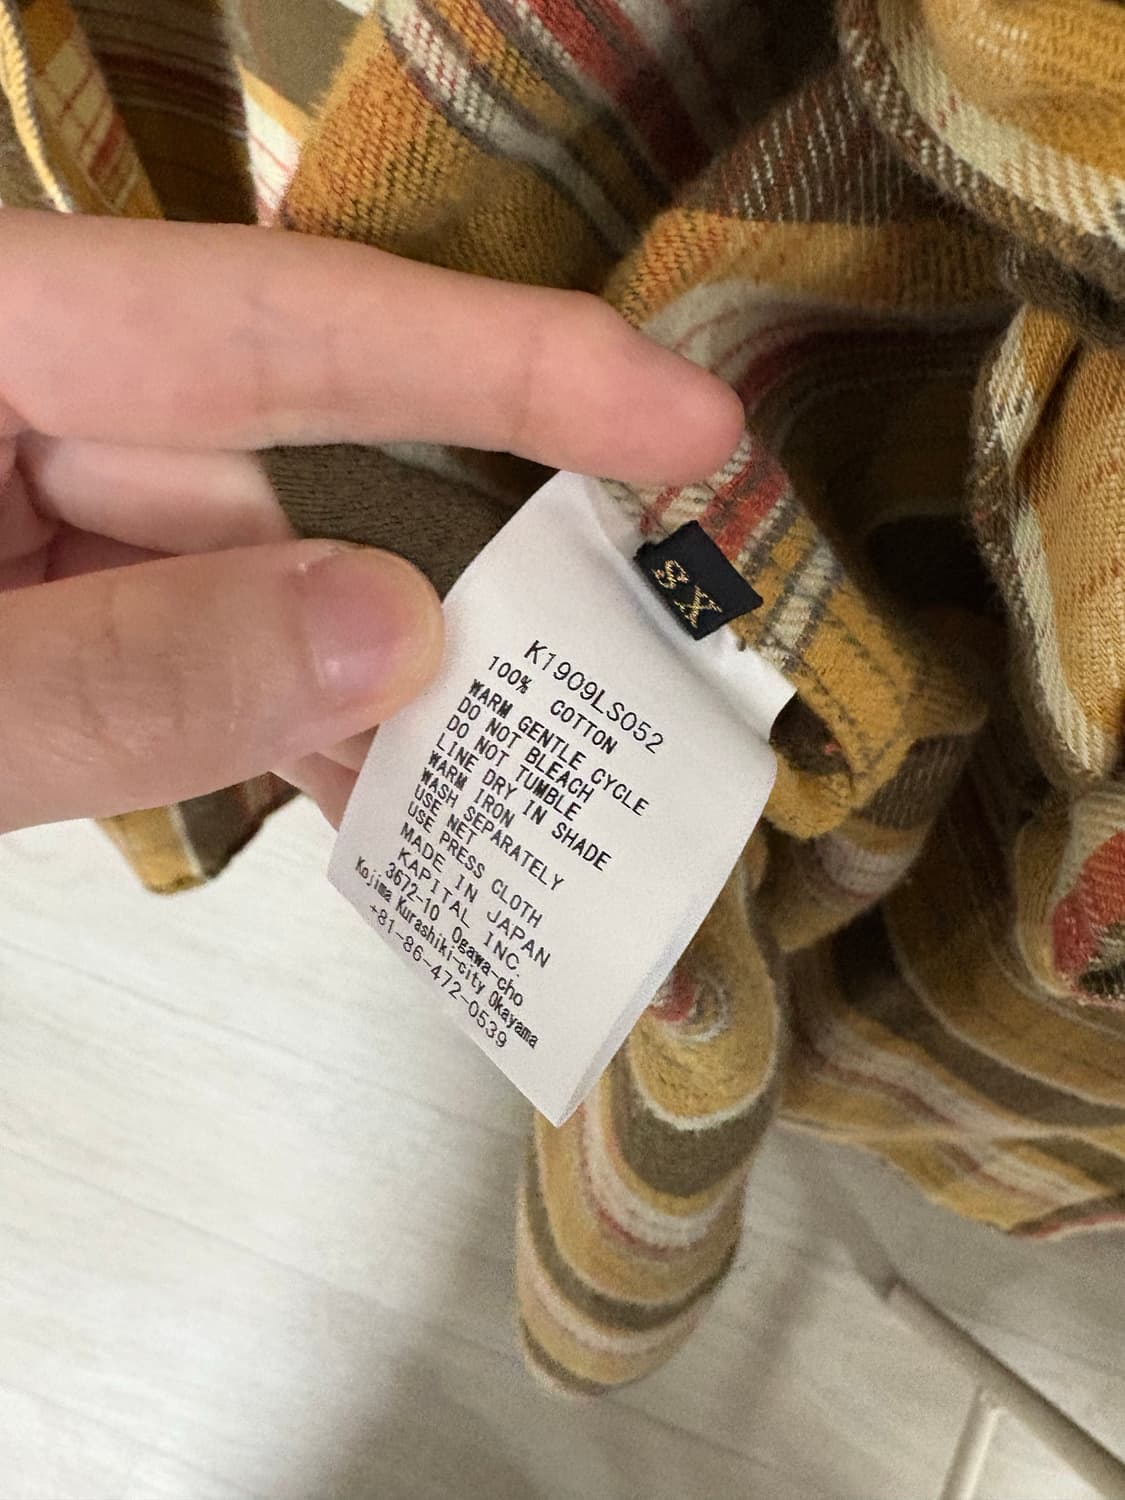 XS
K1909LS052
100% COTTON
WARM GENTLE CYCLE
DO NOT BLEACH
DO NOT TUMBLE
LINE DRY IN SHADE
WARM IRON
WASH SEPARATELY
USE NET
USE PRESS CLOTH
MADE IN JAPAN
KAPITAL INC.
3672-10 Ogawa-cho
Kojima Kurashiki-city Okayama
+81-86-472-0539